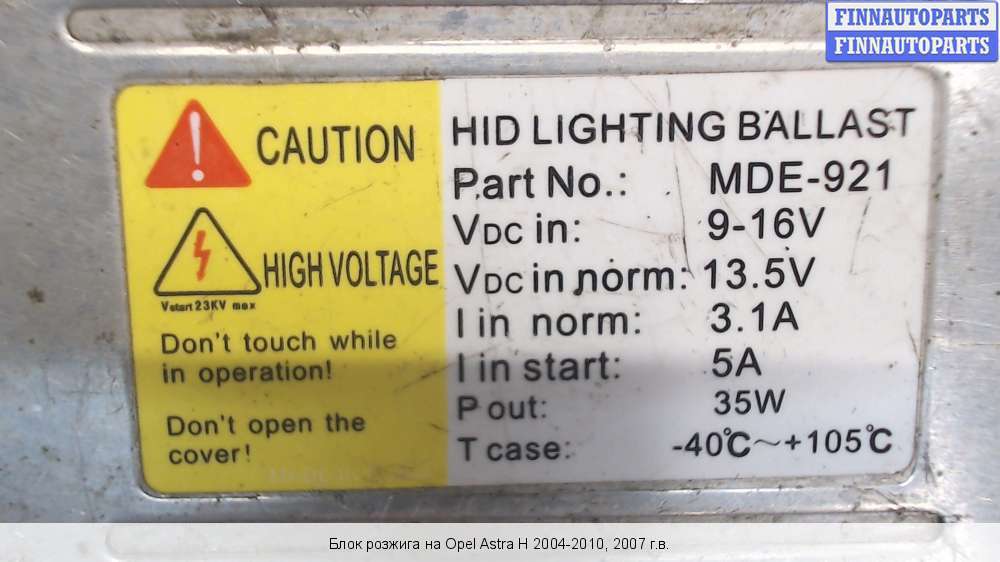 FINNAUTOPARTS
FINNAUTOPARTS
CAUTION
HIGH VOLTAGE
Vstart 23KV max
Don't touch while
in operation!
Don't open the
cover!
HID LIGHTING BALLAST
Part No.: MDE-921
VDC in: 9-16V
VDC in norm: 13.5V
I in norm: 3.1A
I in start: 5A
P out: 35W
T case: -40℃~+105℃
Блок розжига на Opel Astra H 2004-2010, 2007 г.в.